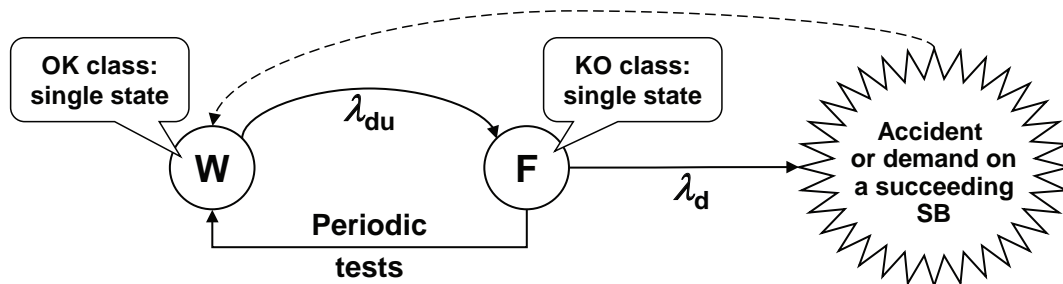 OK class:
single state
KO class:
single state
λdu
W
F
Accident
or demand on
a succeeding
SB
λd
Periodic
tests